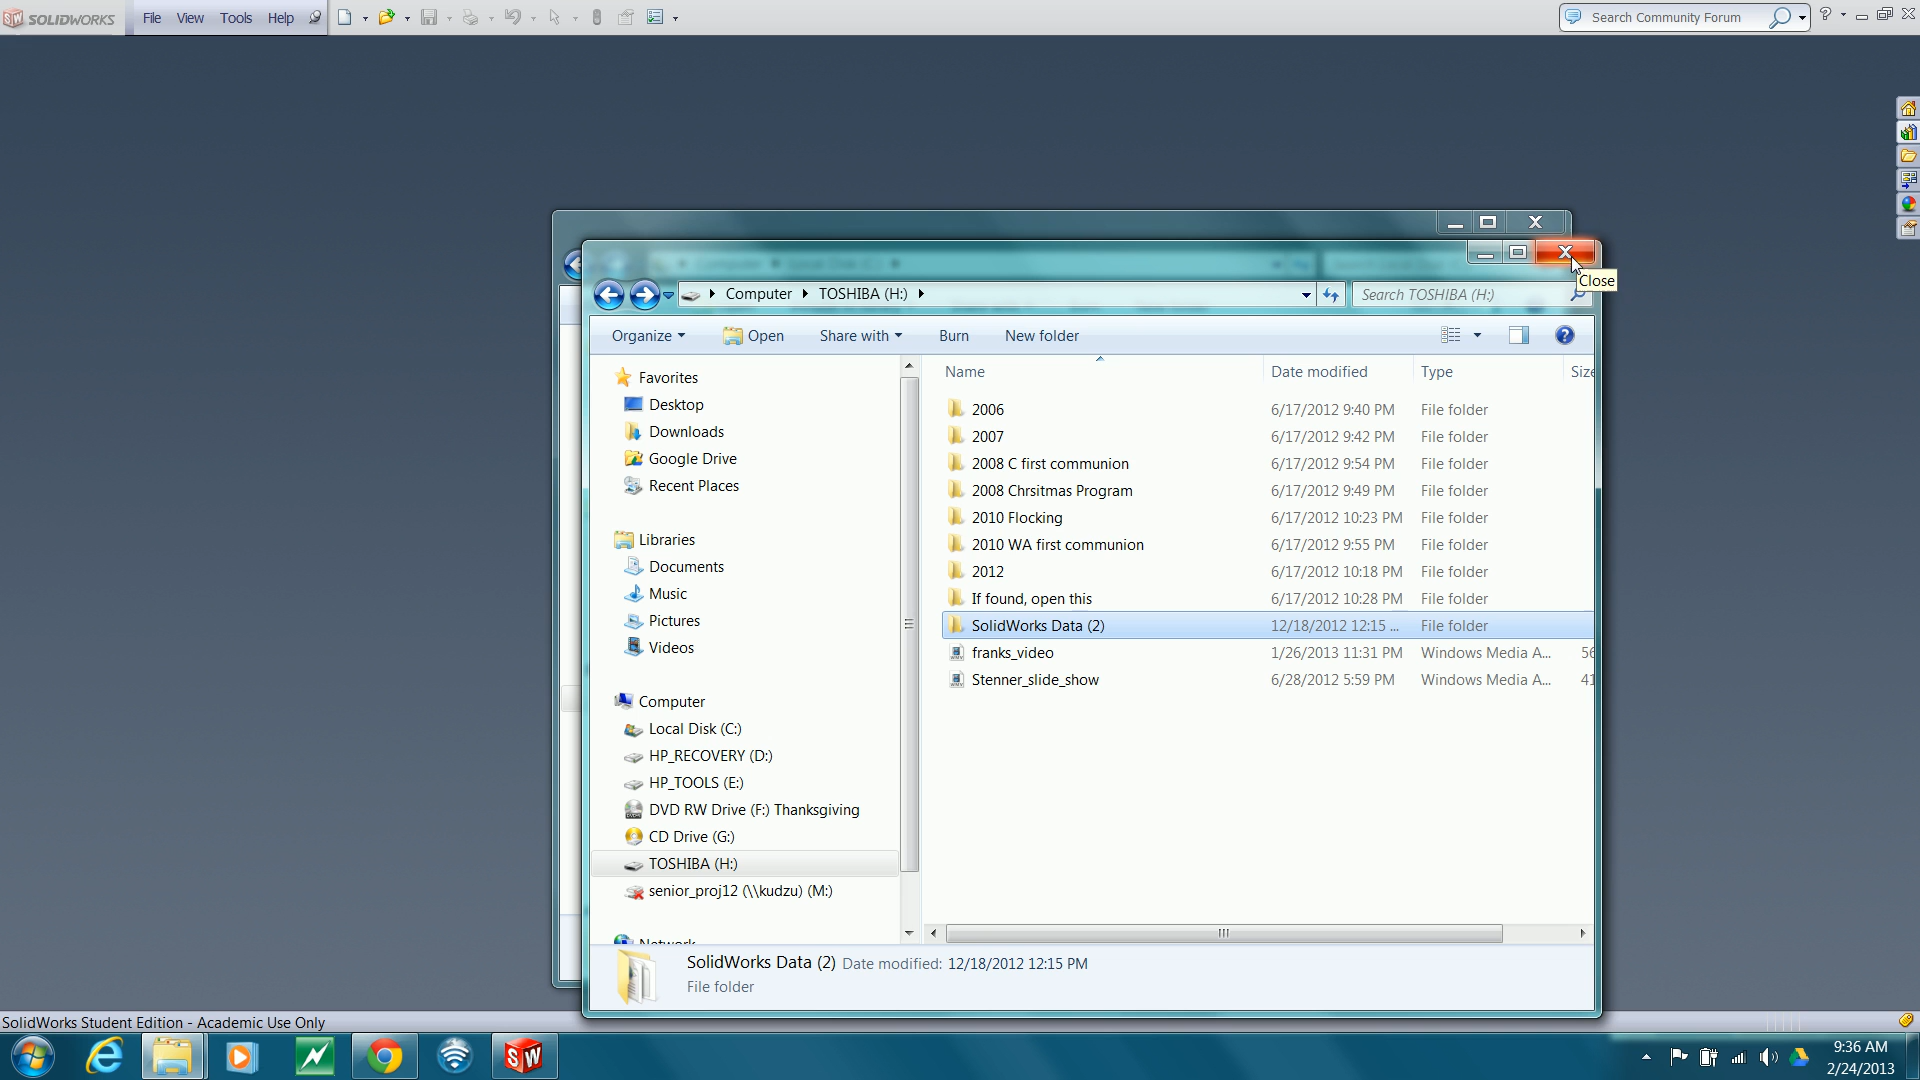 SOLIDWORKS File View Tools Help Search Community Forum
Close
Computer TOSHIBA (H:) Search TOSHIBA (H:)
Organize Open Share with Burn New folder
Name Date modified Type Size
Favorites
Desktop
Downloads
Google Drive
Recent Places
Libraries
Documents
Music
Pictures
Videos
Computer
Local Disk (C:)
HP_RECOVERY (D:)
HP_TOOLS (E:)
DVD RW Drive (F:) Thanksgiving
CD Drive (G:)
TOSHIBA (H:)
senior_proj12 (\\kudzu) (M:)
Network
2006 6/17/2012 9:40 PM File folder
2007 6/17/2012 9:42 PM File folder
2008 C first communion 6/17/2012 9:54 PM File folder
2008 Chrsitmas Program 6/17/2012 9:49 PM File folder
2010 Flocking 6/17/2012 10:23 PM File folder
2010 WA first communion 6/17/2012 9:55 PM File folder
2012 6/17/2012 10:18 PM File folder
If found, open this 6/17/2012 10:28 PM File folder
SolidWorks Data (2) 12/18/2012 12:15 ... File folder
franks_video 1/26/2013 11:31 PM Windows Media A... 56
Stenner_slide_show 6/28/2012 5:59 PM Windows Media A... 41
SolidWorks Data (2) Date modified: 12/18/2012 12:15 PM
File folder
SolidWorks Student Edition - Academic Use Only
SW
9:36 AM
2/24/2013